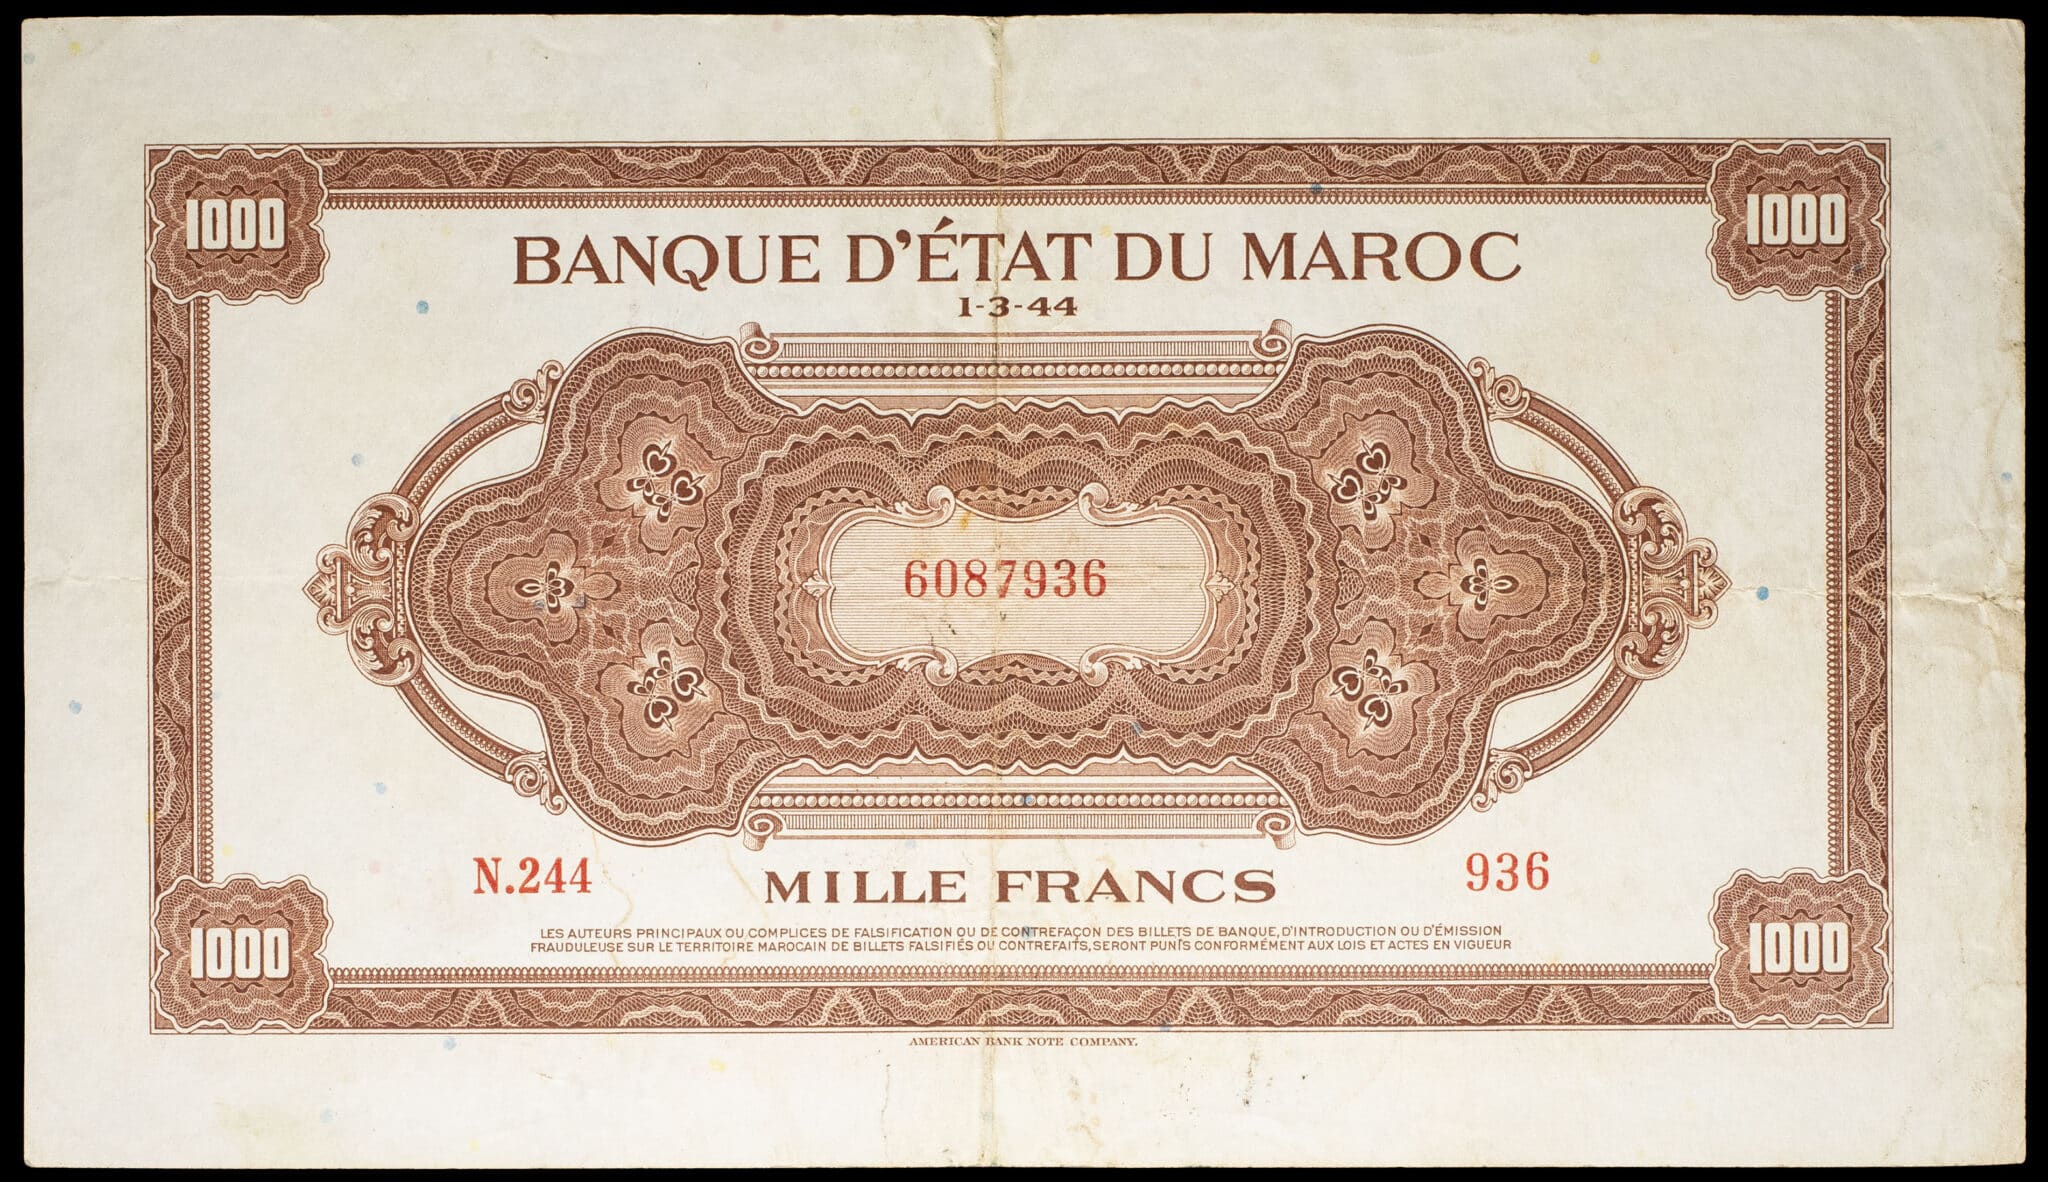 1000 1000
BANQUE D'ÉTAT DU MAROC
1-3-44
6087936
N.244 936
MILLE FRANCS
LES AUTEURS PRINCIPAUX OU COMPLICES DE FALSIFICATION OU DE CONTREFAÇON DES BILLETS DE BANQUE, D'INTRODUCTION OU D'ÉMISSION
FRAUDULEUSE SUR LE TERRITOIRE MAROCAIN DE BILLETS FALSIFIÉS OU CONTREFAITS, SERONT PUNIS CONFORMÉMENT AUX LOIS ET ACTES EN VIGUEUR
1000 1000
AMERICAN BANK NOTE COMPANY.